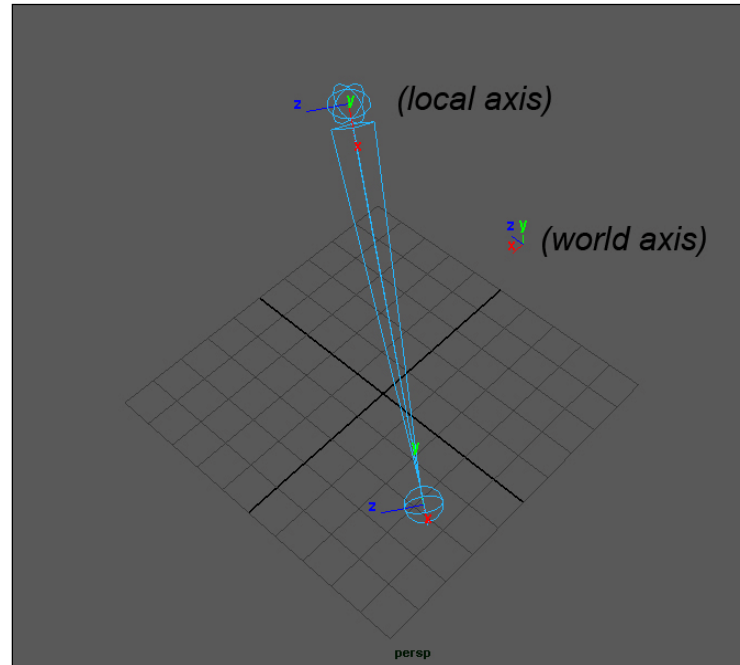 z y (local axis)
x
z y
x (world axis)
y
z
x
persp